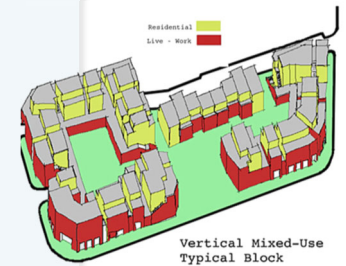 Residential
Live - Work
Vertical Mixed-Use
Typical Block